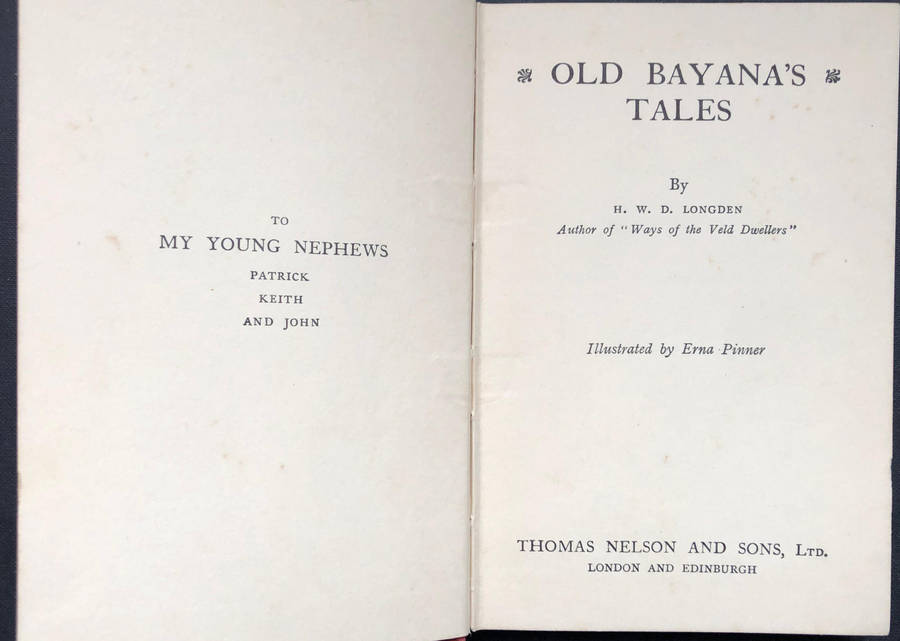 TO
MY YOUNG NEPHEWS
PATRICK
KEITH
AND JOHN
OLD BAYANA'S
TALES
By
H. W. D. LONGDEN
Author of "Ways of the Veld Dwellers"
Illustrated by Erna Pinner
THOMAS NELSON AND SONS, LTD.
LONDON AND EDINBURGH